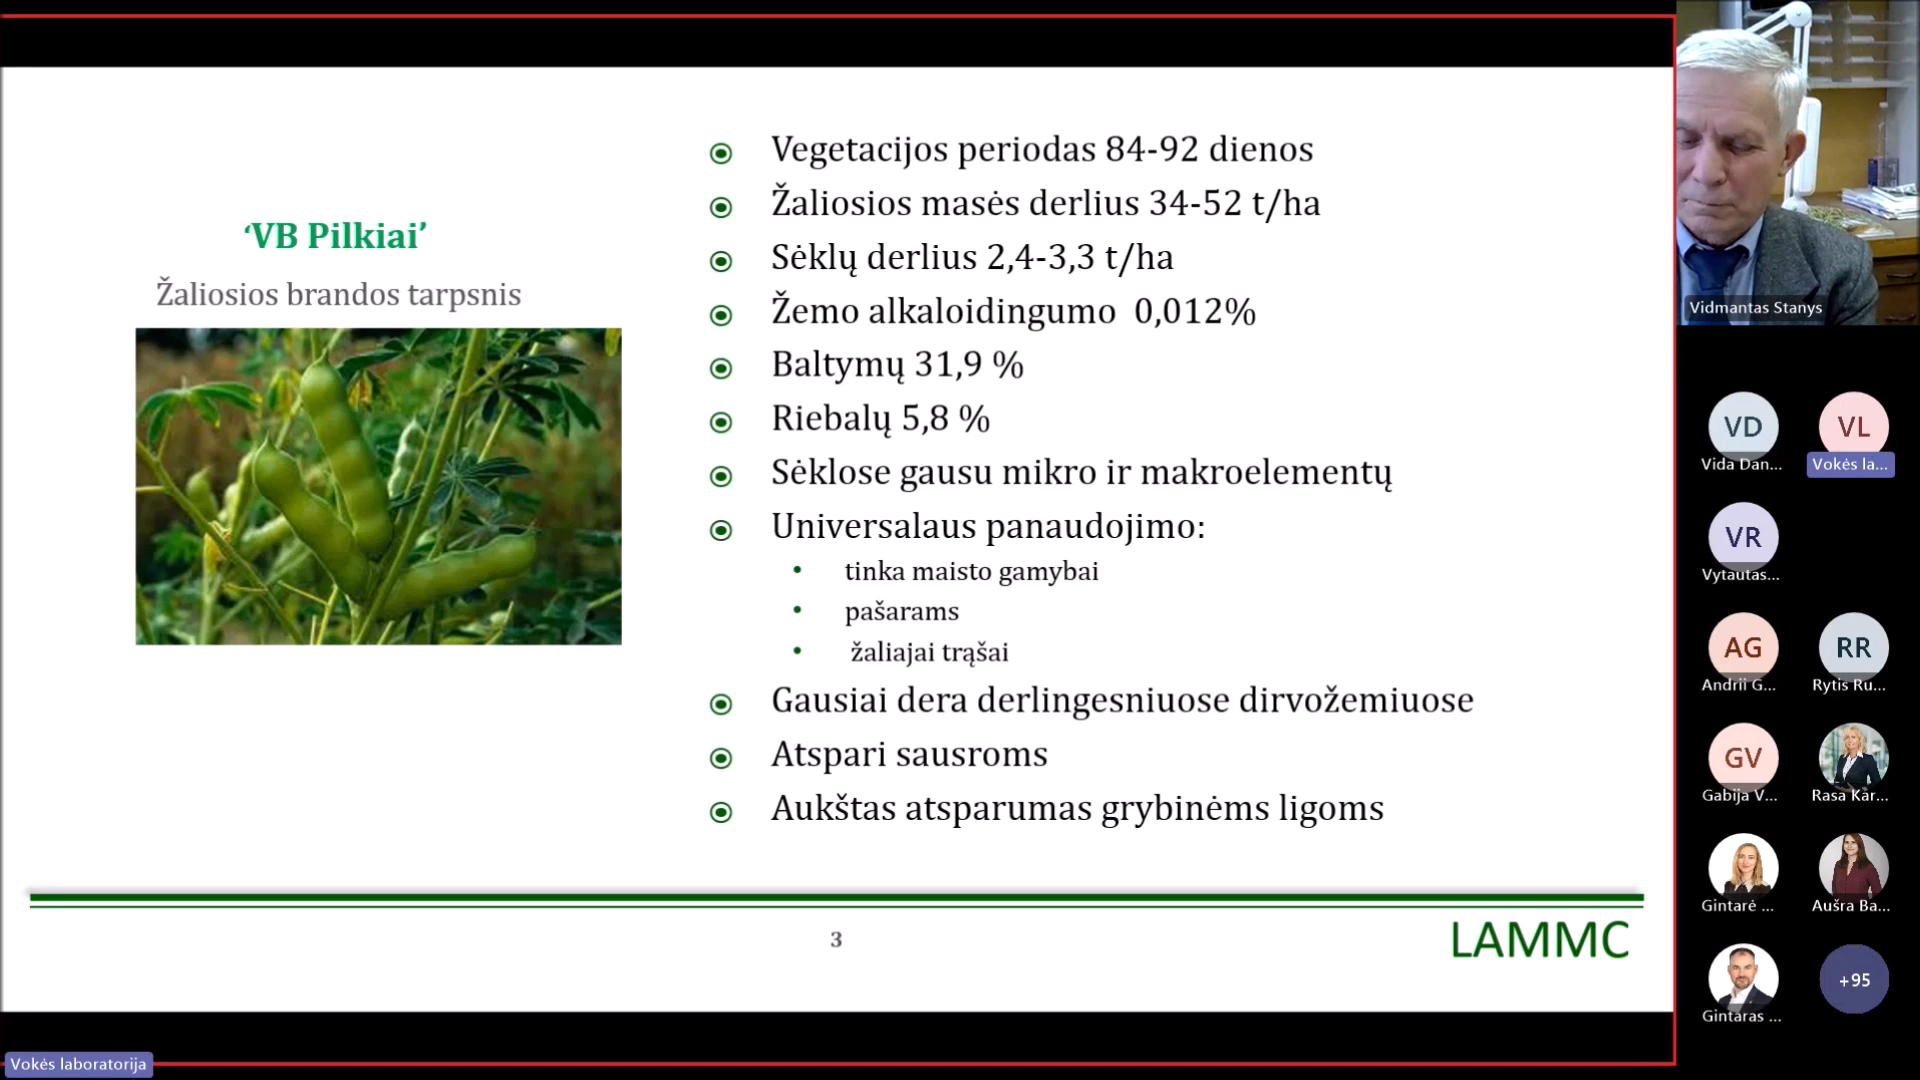 ‘VB Pilkiai’
Žaliosios brandos tarpsnis
Vegetacijos periodas 84-92 dienos
Žaliosios masės derlius 34-52 t/ha
Sėklų derlius 2,4-3,3 t/ha
Žemo alkaloidingumo 0,012%
Baltymų 31,9 %
Riebalų 5,8 %
Sėklose gausu mikro ir makroelementų
Universalaus panaudojimo:
tinka maisto gamybai
pašarams
žaliajai trąšai
Gausiai dera derlingesniuose dirvožemiuose
Atspari sausroms
Aukštas atsparumas grybinėms ligoms
3
LAMMC
Vokės laboratorija
Vidmantas Stanys
VD
Vida Dan...
VL
Vokės la...
VR
Vytautas...
AG
Andrii G...
RR
Rytis Ru...
GV
Gabija V...
Rasa Kar...
Gintarė ...
Aušra Ba...
Gintaras ...
+95